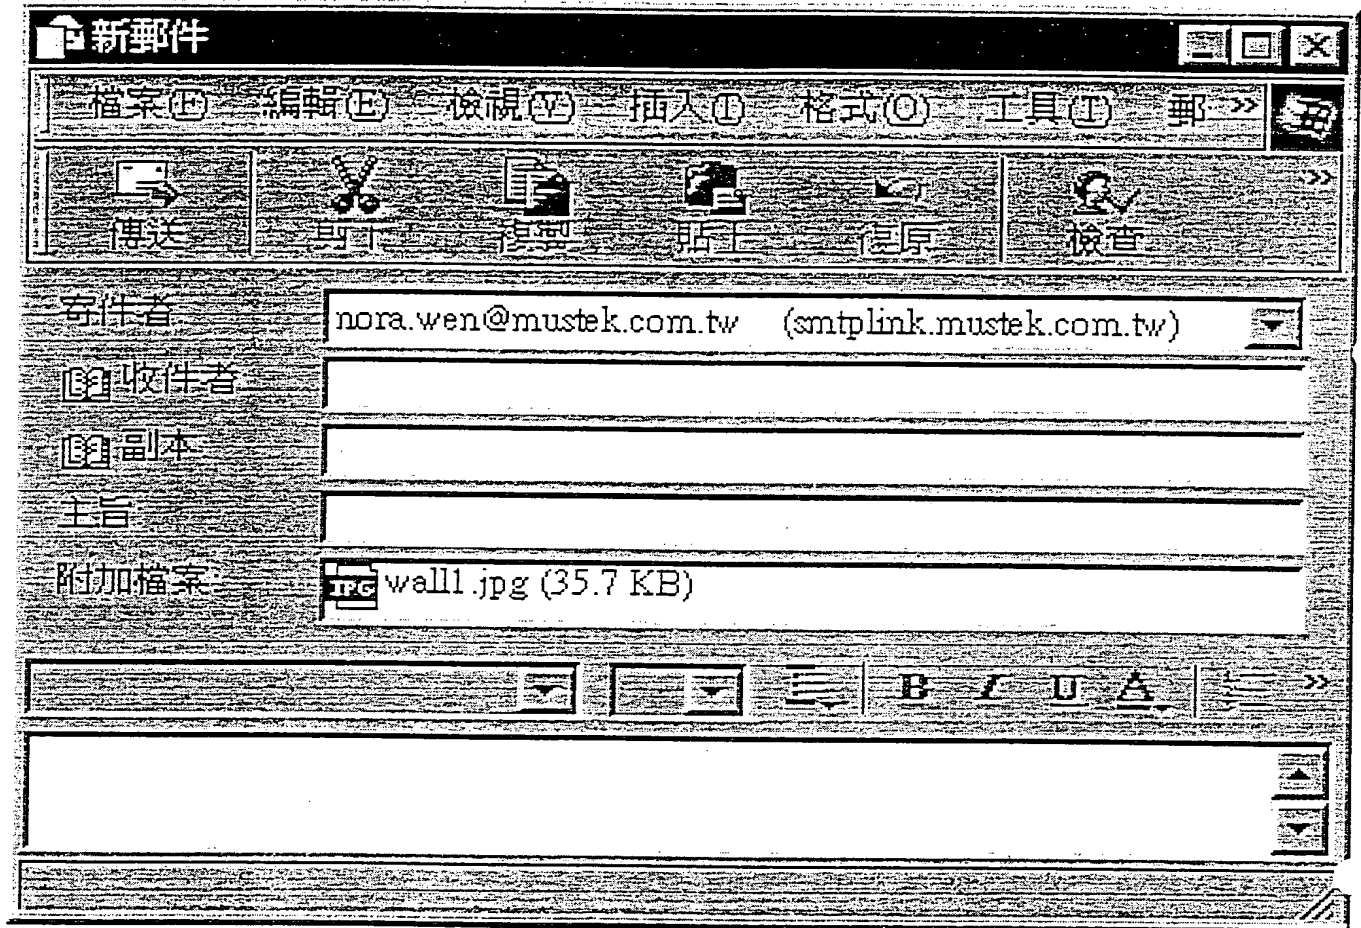 新郵件
檔案(F) 編輯(E) 檢視(V) 插入(I) 格式(O) 工具(T) 郵 »
傳送 剪下 複製 貼上 復原 檢查 »
寄件者 nora.wen@mustek.com.tw (smtplink.mustek.com.tw)
收件者
副本
主旨
附加檔案: JPG wall1.jpg (35.7 KB)
B I U A »